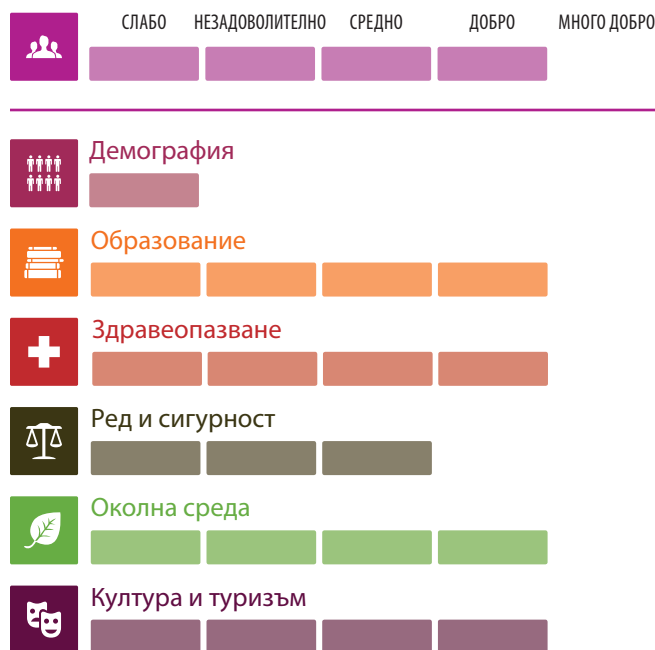 СЛАБО НЕЗАДОВОЛИТЕЛНО СРЕДНО ДОБРО МНОГО ДОБРО
Демография
Образование
Здравеопазване
Ред и сигурност
Околна среда
Култура и туризъм